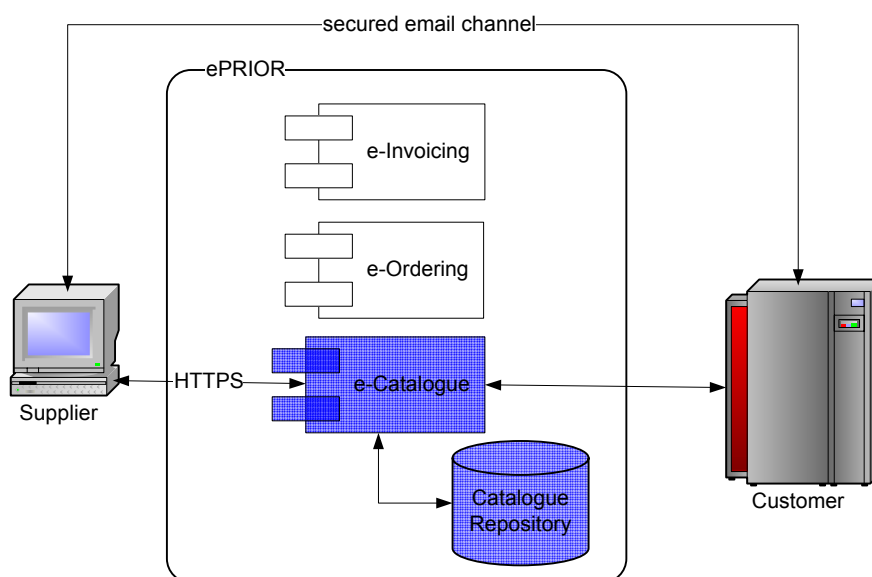 secured email channel
ePRIOR
e-Invoicing
e-Ordering
HTTPS
e-Catalogue
Supplier
Catalogue
Repository
Customer